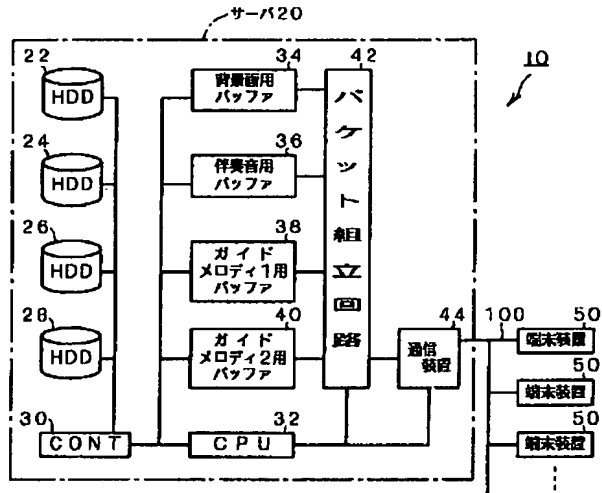 サーバ20
10
22
HDD
24
HDD
26
HDD
28
HDD
30
CONT
34
背景画用
バッファ
36
伴奏音用
バッファ
38
ガイド
メロディ1用
バッファ
40
ガイド
メロディ2用
バッファ
32
CPU
42
パケット組立回路
44
通信
装置
100
50
端末装置
50
端末装置
50
端末装置